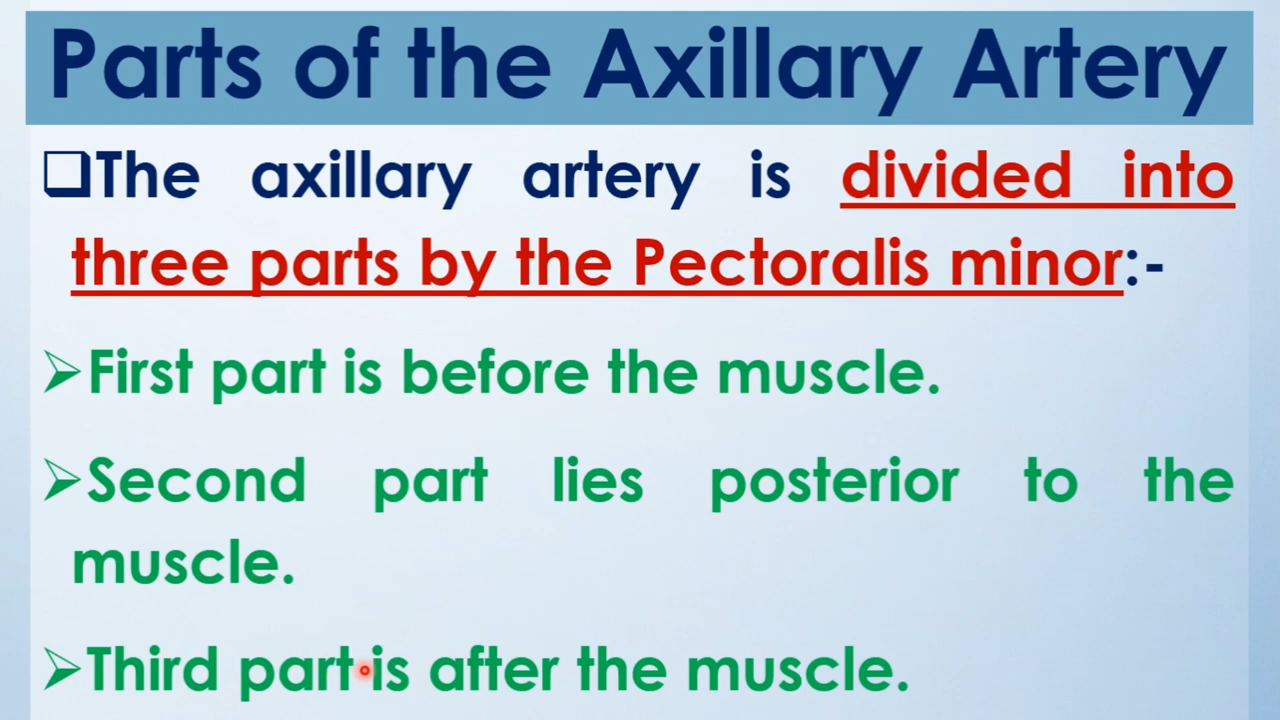 Parts of the Axillary Artery
❑The axillary artery is divided into
three parts by the Pectoralis minor:-
➢First part is before the muscle.
➢Second part lies posterior to the
muscle.
➢Third part is after the muscle.